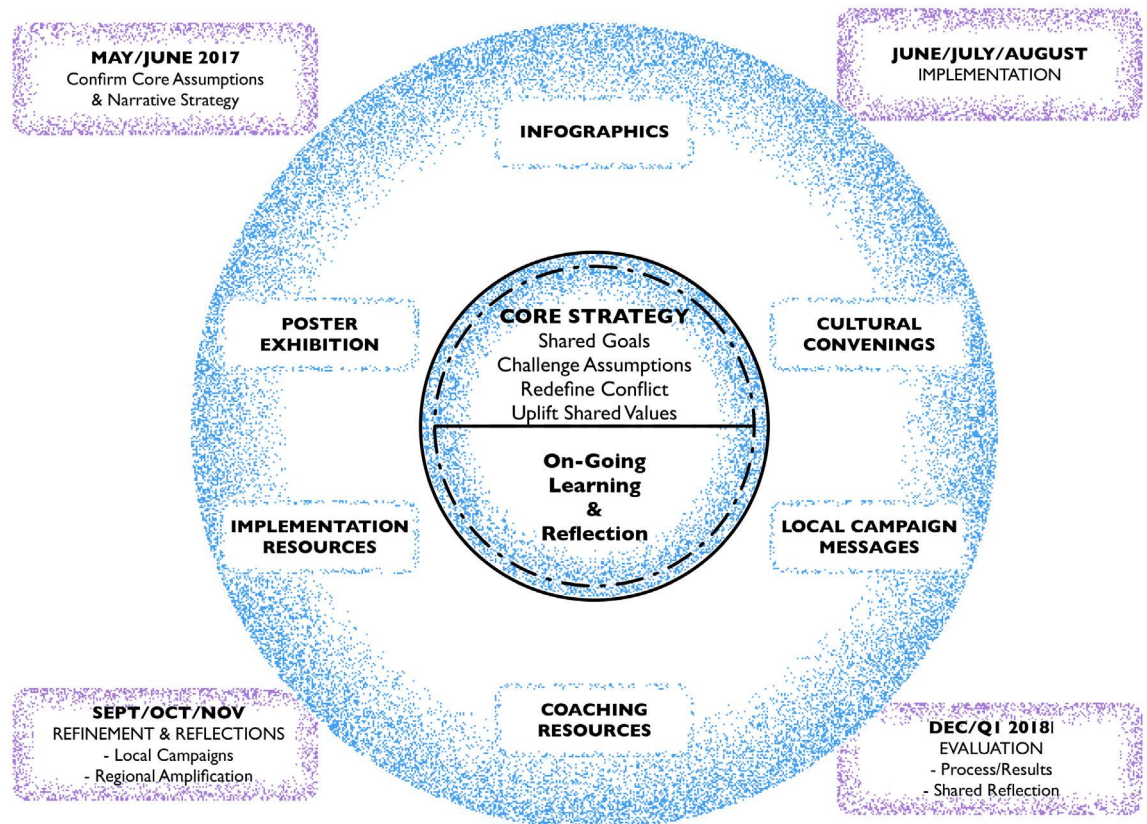 MAY/JUNE 2017
Confirm Core Assumptions
& Narrative Strategy
JUNE/JULY/AUGUST
IMPLEMENTATION
INFOGRAPHICS
POSTER
EXHIBITION
CORE STRATEGY
Shared Goals
Challenge Assumptions
Redefine Conflict
Uplift Shared Values
CULTURAL
CONVENINGS
On-Going
Learning
&
Reflection
IMPLEMENTATION
RESOURCES
LOCAL CAMPAIGN
MESSAGES
COACHING
RESOURCES
SEPT/OCT/NOV
REFINEMENT & REFLECTIONS
- Local Campaigns
- Regional Amplification
DEC/Q1 2018
EVALUATION
- Process/Results
- Shared Reflection